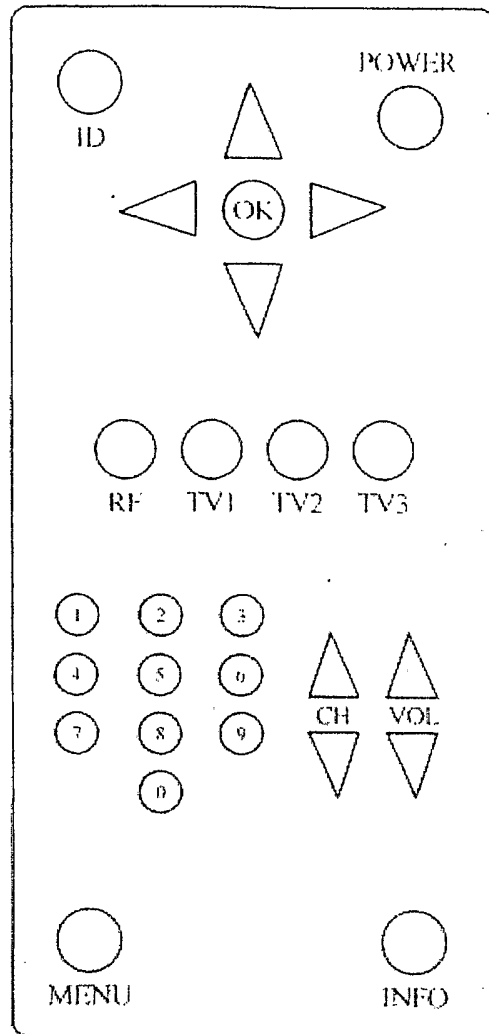 POWER
ID
OK
RF TV1 TV2 TV3
1 2 3
4 5 6
CH VOL
7 8 9
0
MENU INFO